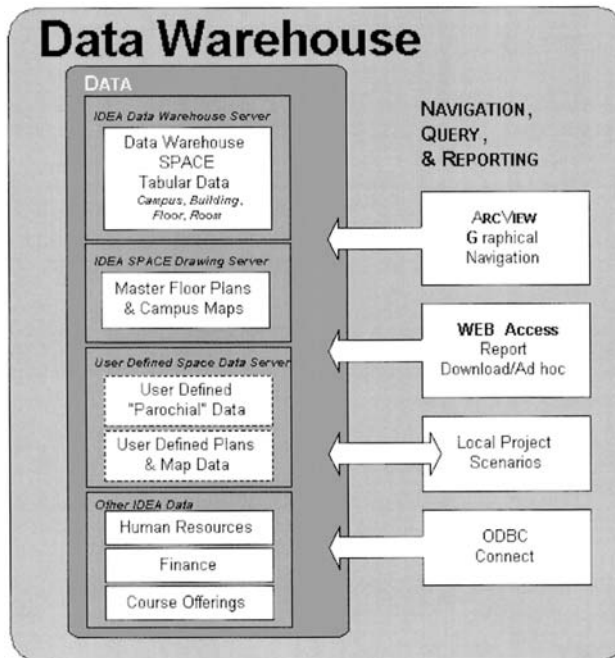 Data Warehouse
DATA
IDEA Data Warehouse Server
Data Warehouse
SPACE
Tabular Data
Campus, Building,
Floor, Room
IDEA SPACE Drawing Server
Master Floor Plans
& Campus Maps
User Defined Space Data Server
User Defined
"Parochial" Data
User Defined Plans
& Map Data
Other IDEA Data
Human Resources
Finance
Course Offerings
NAVIGATION,
QUERY,
& REPORTING
ARCVIEW
Graphical
Navigation
WEB Access
Report
Download/Ad hoc
Local Project
Scenarios
ODBC
Connect